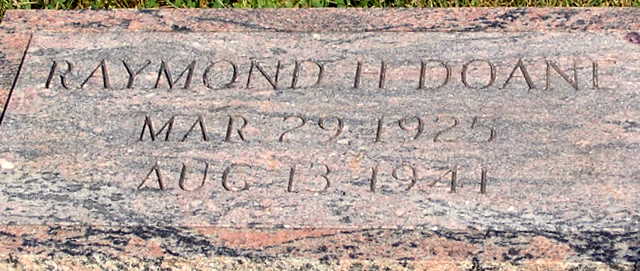 RAYMOND H DOANE
MAR 29 1925
AUG 13 1941